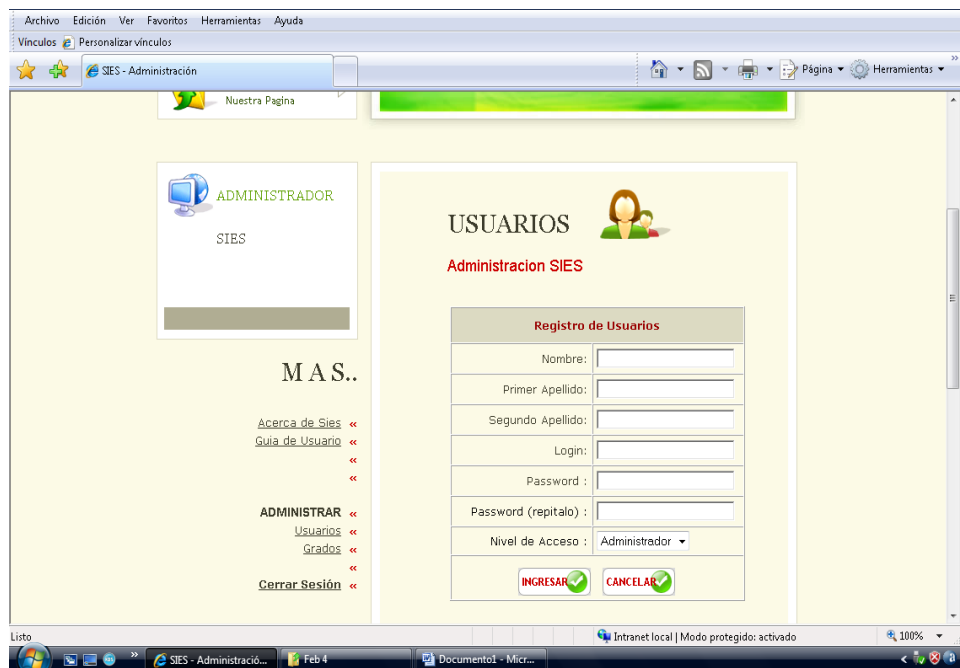 Archivo Edición Ver Favoritos Herramientas Ayuda
Vínculos Personalizar vínculos
SIES - Administración
Página Herramientas
Nuestra Pagina
ADMINISTRADOR
SIES
M A S..
Acerca de Sies «
Guia de Usuario «
«
«
ADMINISTRAR «
Usuarios «
Grados «
«
Cerrar Sesión «
USUARIOS
Administracion SIES
Registro de Usuarios
Nombre:
Primer Apellido:
Segundo Apellido:
Login:
Password :
Password (repitalo) :
Nivel de Acceso : Administrador
INGRESAR CANCELAR
Listo Intranet local | Modo protegido: activado 100%
» SIES - Administració... Feb 4 Documento1 - Micr...